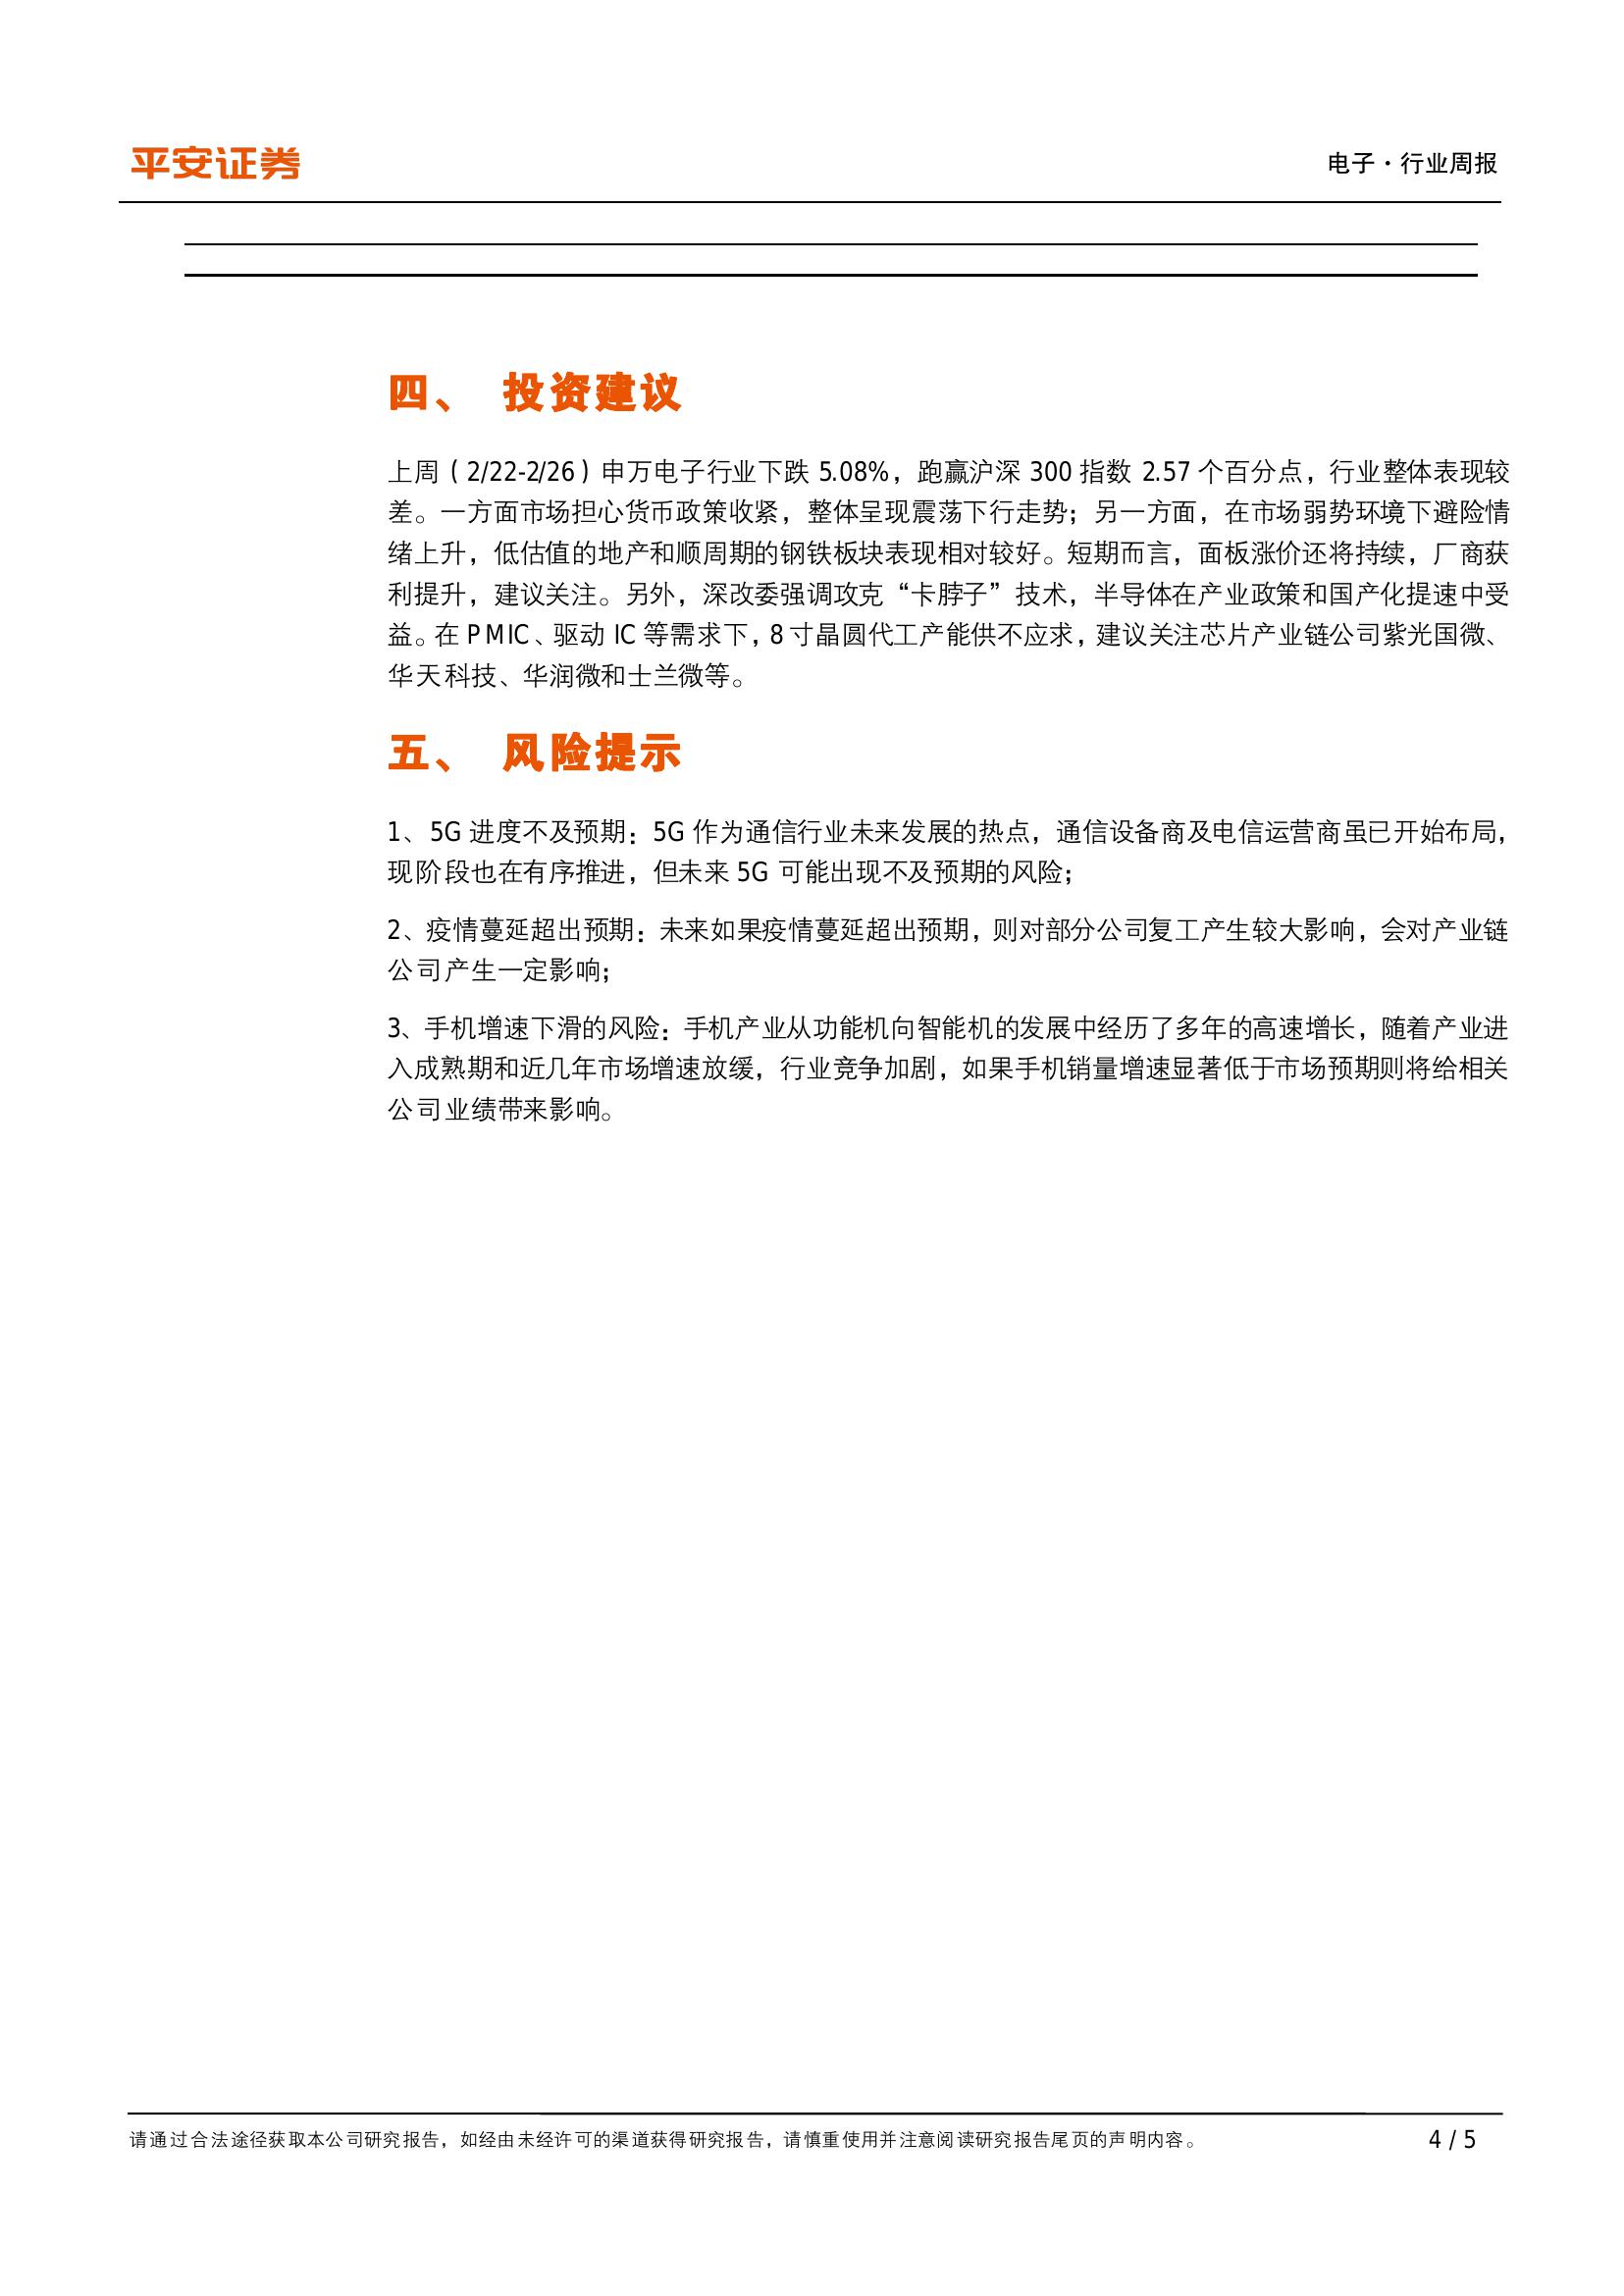 平安证券
电子·行业周报
四、 投资建议
上周（2/22-2/26）申万电子行业下跌 5.08%，跑赢沪深 300 指数 2.57 个百分点，行业整体表现较
差。一方面市场担心货币政策收紧，整体呈现震荡下行走势；另一方面，在市场弱势环境下避险情
绪上升，低估值的地产和顺周期的钢铁板块表现相对较好。短期而言，面板涨价还将持续，厂商获
利提升，建议关注。另外，深改委强调攻克“卡脖子”技术，半导体在产业政策和国产化提速中受
益。在 PMIC、驱动 IC 等需求下，8 寸晶圆代工产能供不应求，建议关注芯片产业链公司紫光国微、
华天科技、华润微和士兰微等。
五、 风险提示
1、5G 进度不及预期：5G 作为通信行业未来发展的热点，通信设备商及电信运营商虽已开始布局，
现阶段也在有序推进，但未来 5G 可能出现不及预期的风险；
2、疫情蔓延超出预期：未来如果疫情蔓延超出预期，则对部分公司复工产生较大影响，会对产业链
公司产生一定影响；
3、手机增速下滑的风险：手机产业从功能机向智能机的发展中经历了多年的高速增长，随着产业进
入成熟期和近几年市场增速放缓，行业竞争加剧，如果手机销量增速显著低于市场预期则将给相关
公司业绩带来影响。
请通过合法途径获取本公司研究报告，如经由未经许可的渠道获得研究报告，请慎重使用并注意阅读研究报告尾页的声明内容。
4 / 5